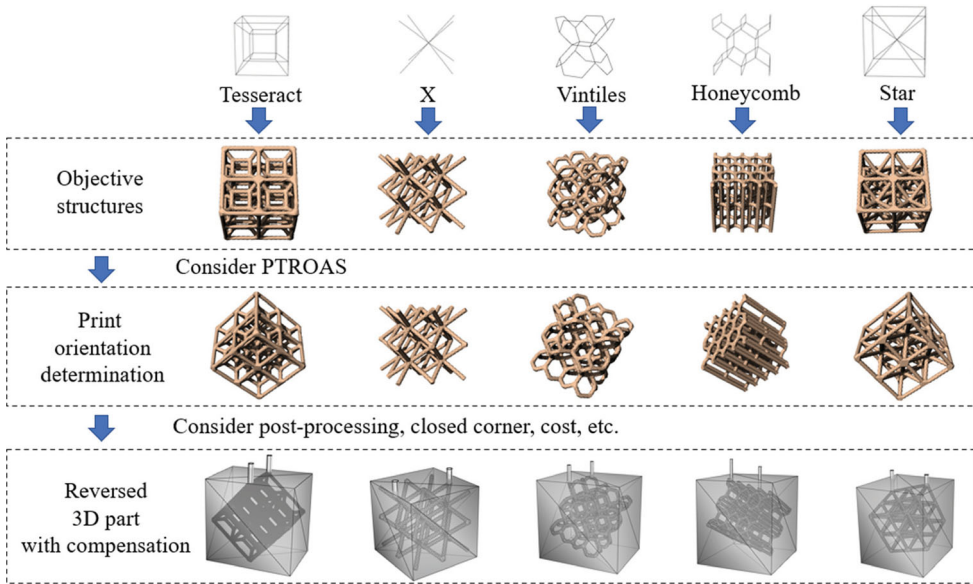 Tesseract X Vintiles Honeycomb Star
Objective
structures
Consider PTROAS
Print
orientation
determination
Consider post-processing, closed corner, cost, etc.
Reversed
3D part
with compensation